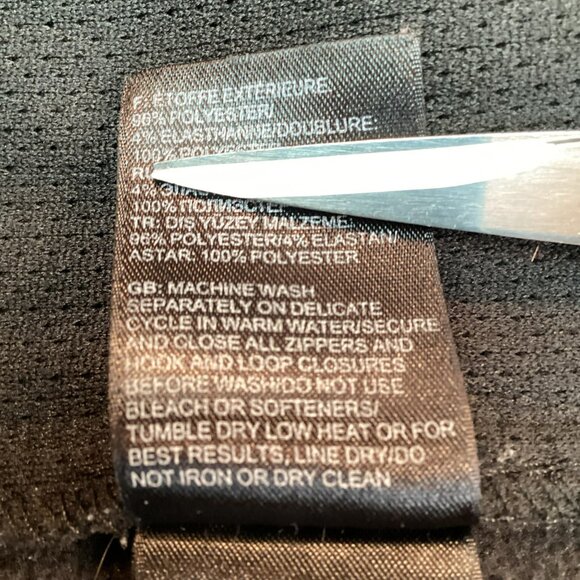 ETOFFE EXTERIEURE:
96% POLYESTER/
ELASTHANNE/DOUBLURE:
100%
4%
100% ПОЛИЭСТЕР
TR: DIS YUZEY MALZEME:
96% POLYESTER/4% ELASTAN/
ASTAR: 100% POLYESTER
GB: MACHINE WASH
SEPARATELY ON DELICATE
CYCLE IN WARM WATER/SECURE
AND CLOSE ALL ZIPPERS AND
HOOK AND LOOP CLOSURES
BEFORE WASH/DO NOT USE
BLEACH OR SOFTENERS/
TUMBLE DRY LOW HEAT OR FOR
BEST RESULTS, LINE DRY/DO
NOT IRON OR DRY CLEAN